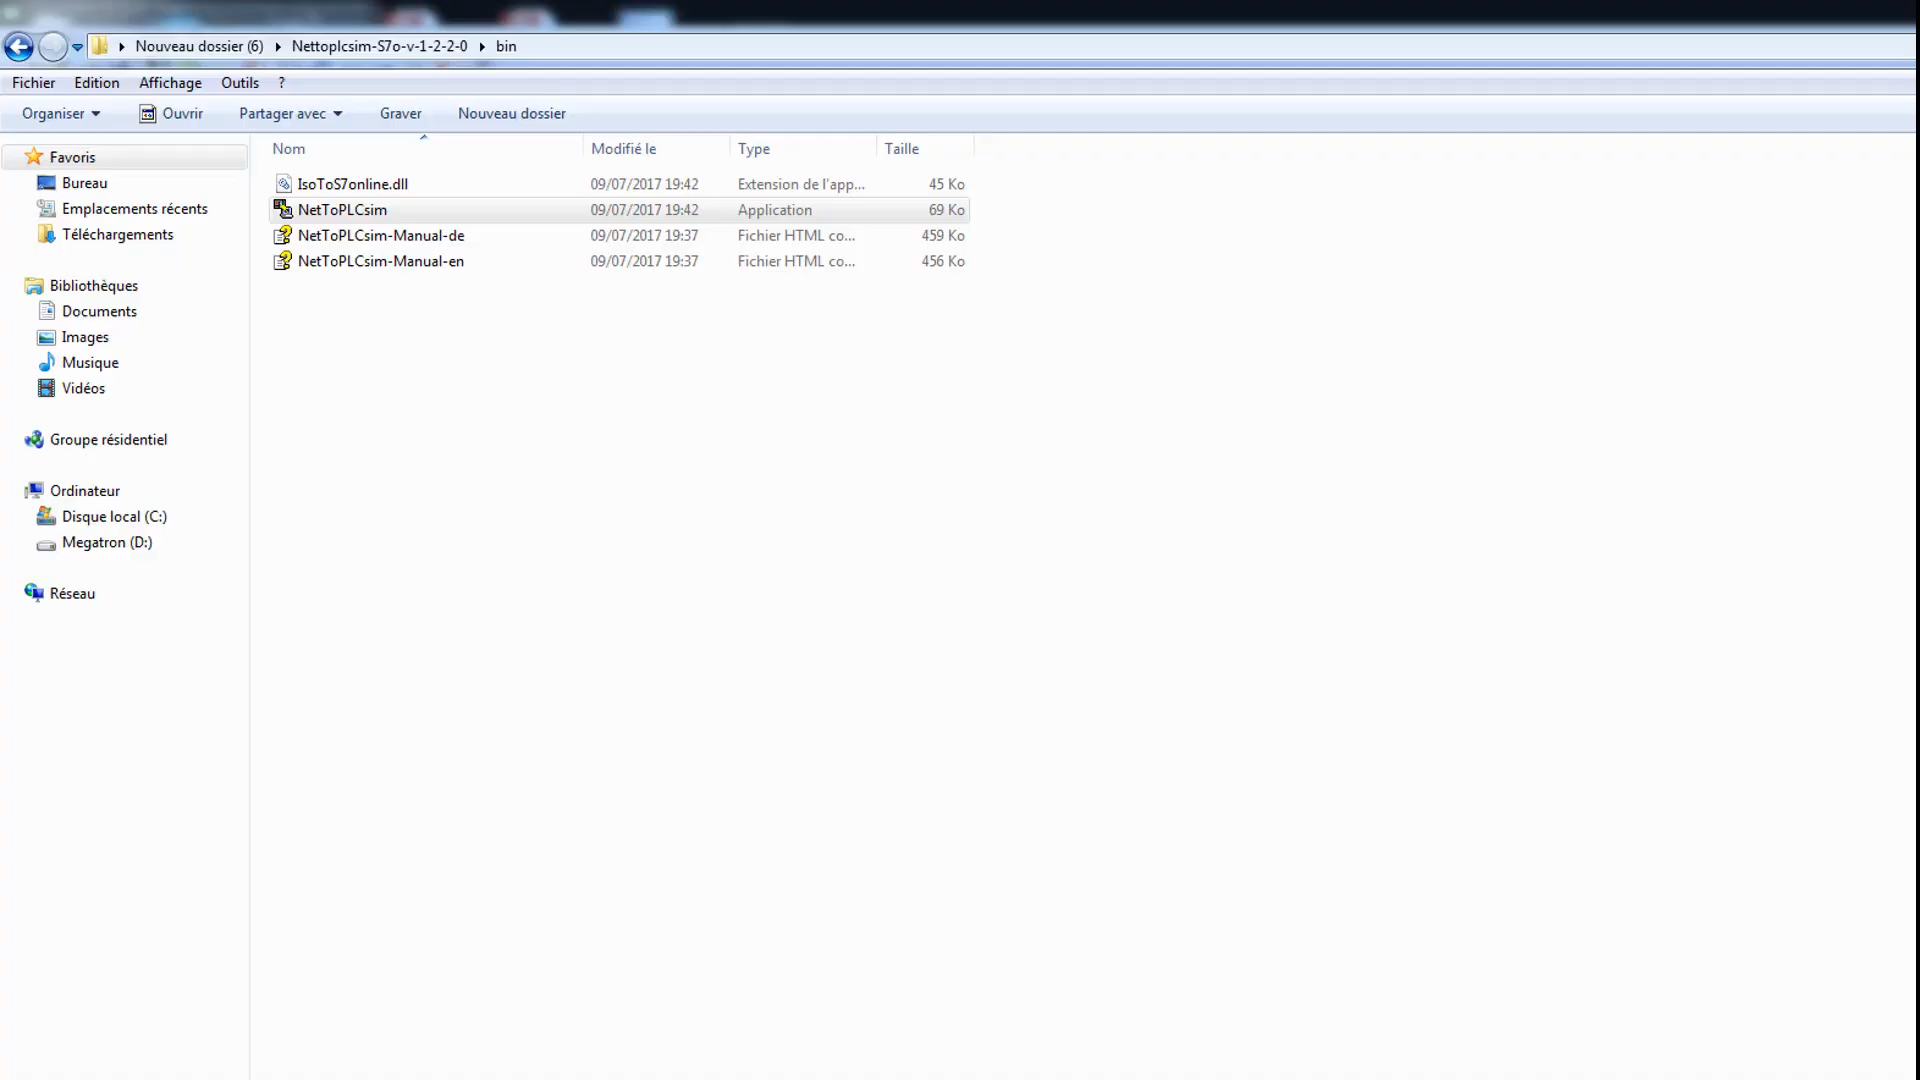 Nouveau dossier (6) Nettoplcsim-S7o-v-1-2-2-0 bin
Fichier Edition Affichage Outils ?
Organiser Ouvrir Partager avec Graver Nouveau dossier
Nom Modifié le Type Taille
Favoris
Bureau
Emplacements récents
Téléchargements
Bibliothèques
Documents
Images
Musique
Vidéos
Groupe résidentiel
Ordinateur
Disque local (C:)
Megatron (D:)
Réseau
IsoToS7online.dll 09/07/2017 19:42 Extension de l'app... 45 Ko
NetToPLCsim 09/07/2017 19:42 Application 69 Ko
NetToPLCsim-Manual-de 09/07/2017 19:37 Fichier HTML co... 459 Ko
NetToPLCsim-Manual-en 09/07/2017 19:37 Fichier HTML co... 456 Ko